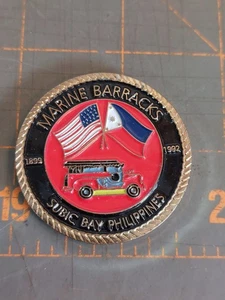 MARINE BARRACKS
1899 1992
SUBIC BAY PHILIPPINES
19
2